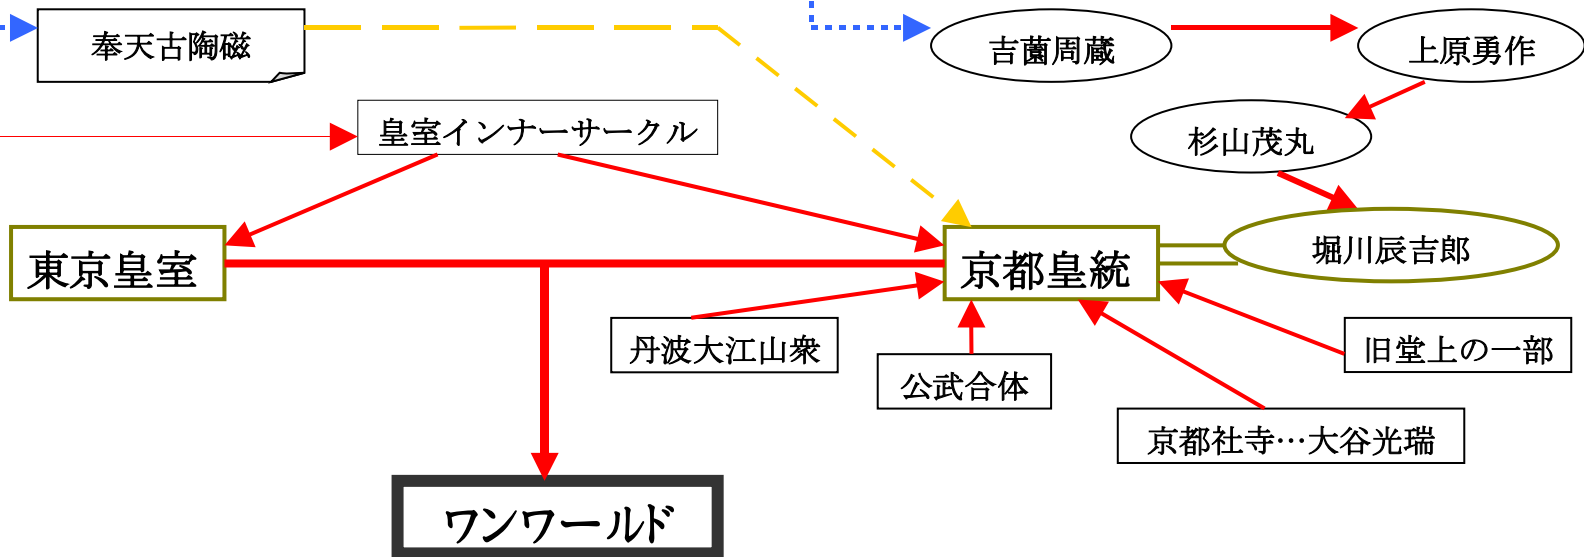 奉天古陶磁
吉薗周蔵
上原勇作
皇室インナーサークル
杉山茂丸
東京皇室
京都皇統
堀川辰吉郎
丹波大江山衆
旧堂上の一部
公武合体
京都社寺…大谷光瑞
ワンワールド